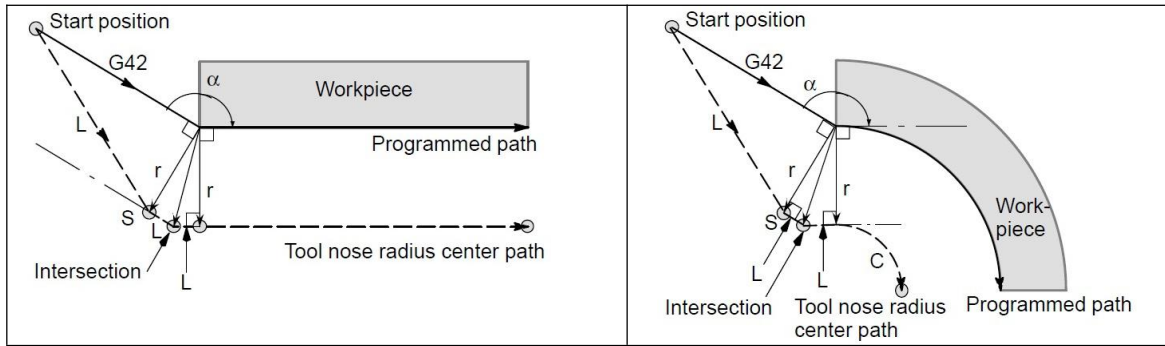 Start position
G42
α
Workpiece
L
Programmed path
r
r
S
L
Tool nose radius center path
Intersection
L
Start position
G42
α
L
r
r
Work-
piece
S
L
L
C
Intersection
Tool nose radius
center path
Programmed path